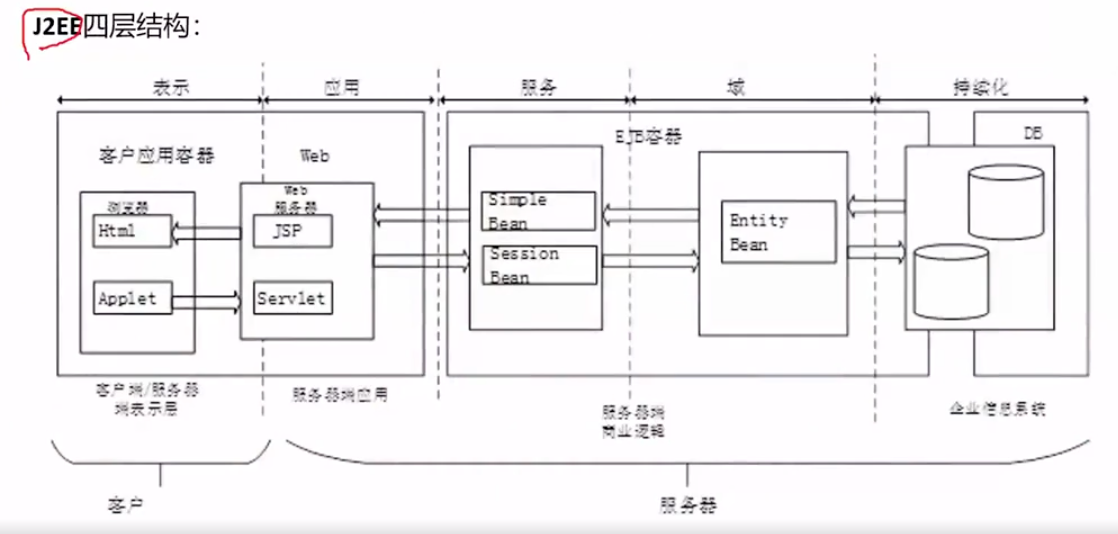 J2EE四层结构：
表示
应用
服务
域
持续化
客户应用容器
Web
EJB容器
DB
浏览器
Html
Applet
Web
服务器
JSP
Servlet
Simple
Bean
Session
Bean
Entity
Bean
客户端/服务器
端表示层
服务器端应用
服务器端
商业逻辑
企业信息系统
客户
服务器